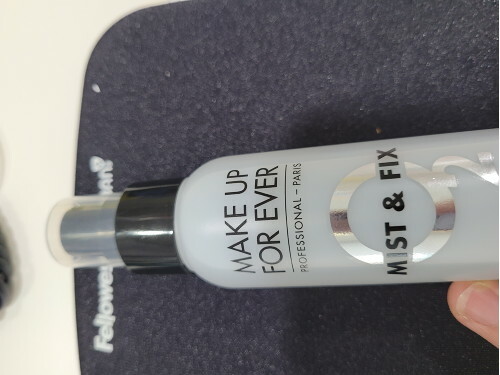 MAKE UP
FOR EVER
PROFESSIONAL – PARIS
MIST & FIX
Fellowes